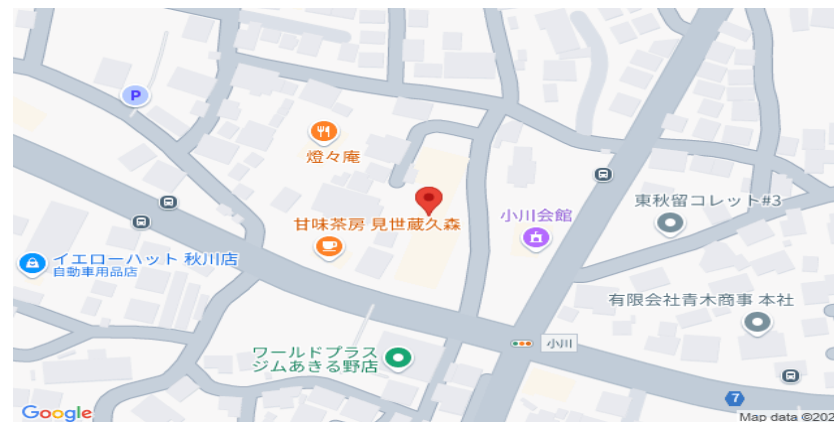 P
燈々庵
甘味茶房 見世蔵久森
小川会館
東秋留コレット#3
イエローハット 秋川店
自動車用品店
有限会社青木商事 本社
小川
ワールドプラス
ジムあきる野店
7
Google
Map data ©202